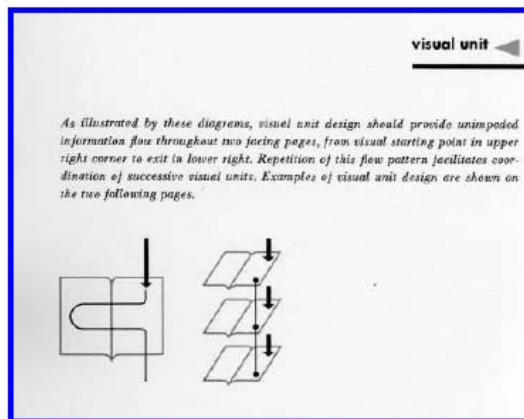 visual unit
As illustrated by these diagrams, visual unit design should provide unimpeded
information flow throughout two facing pages, from visual starting point in upper
right corner to exit in lower right. Repetition of this flow pattern facilitates coor-
dination of successive visual units. Examples of visual unit design are shown on
the two following pages.